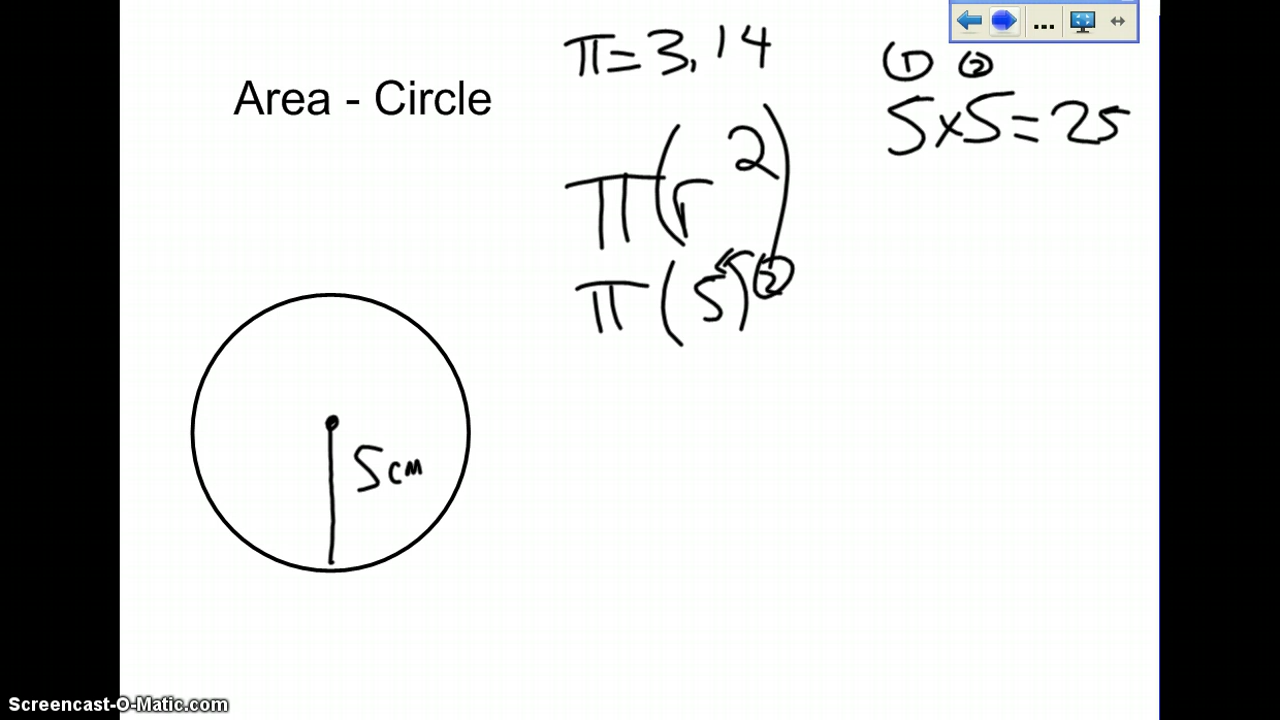 π=3.14
① ②
Area - Circle
5x5=25
π(r²)
π(5)②
5cm
Screencast-O-Matic.com